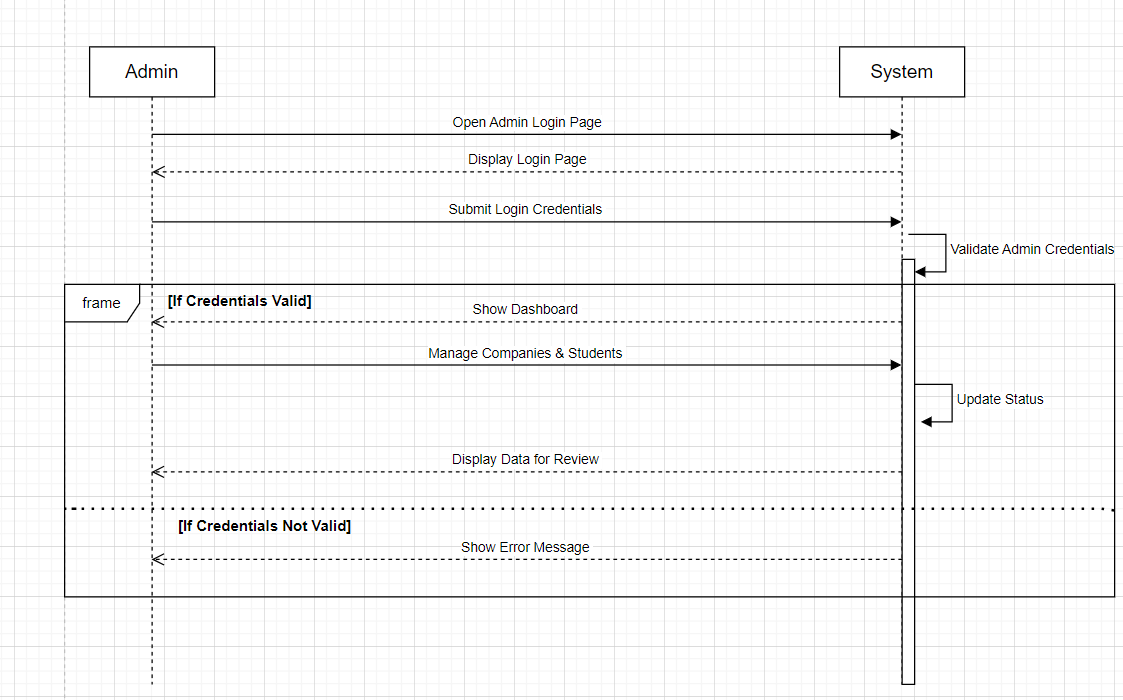 Admin
System
Open Admin Login Page
Display Login Page
Submit Login Credentials
Validate Admin Credentials
frame
[If Credentials Valid]
Show Dashboard
Manage Companies & Students
Update Status
Display Data for Review
[If Credentials Not Valid]
Show Error Message